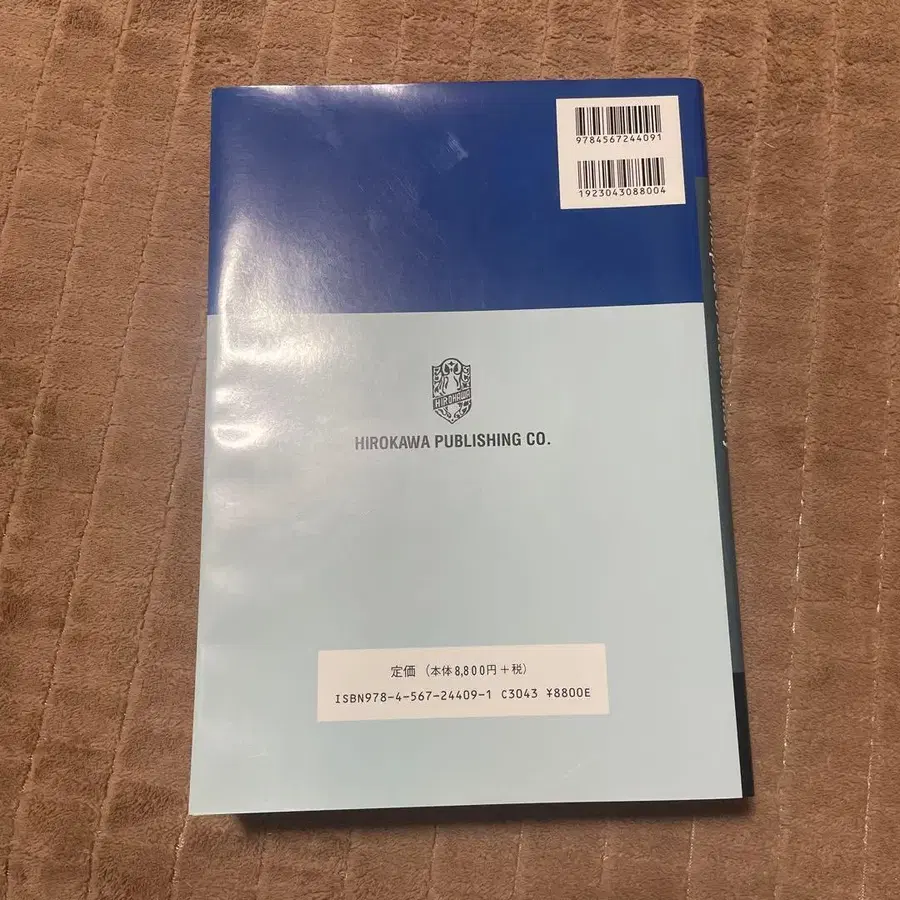 9784567244091
1923043088004
HIROKAWA
HIROKAWA PUBLISHING CO.
定価（本体8,800円+税）
ISBN978-4-567-24409-1 C3043 ¥8800E